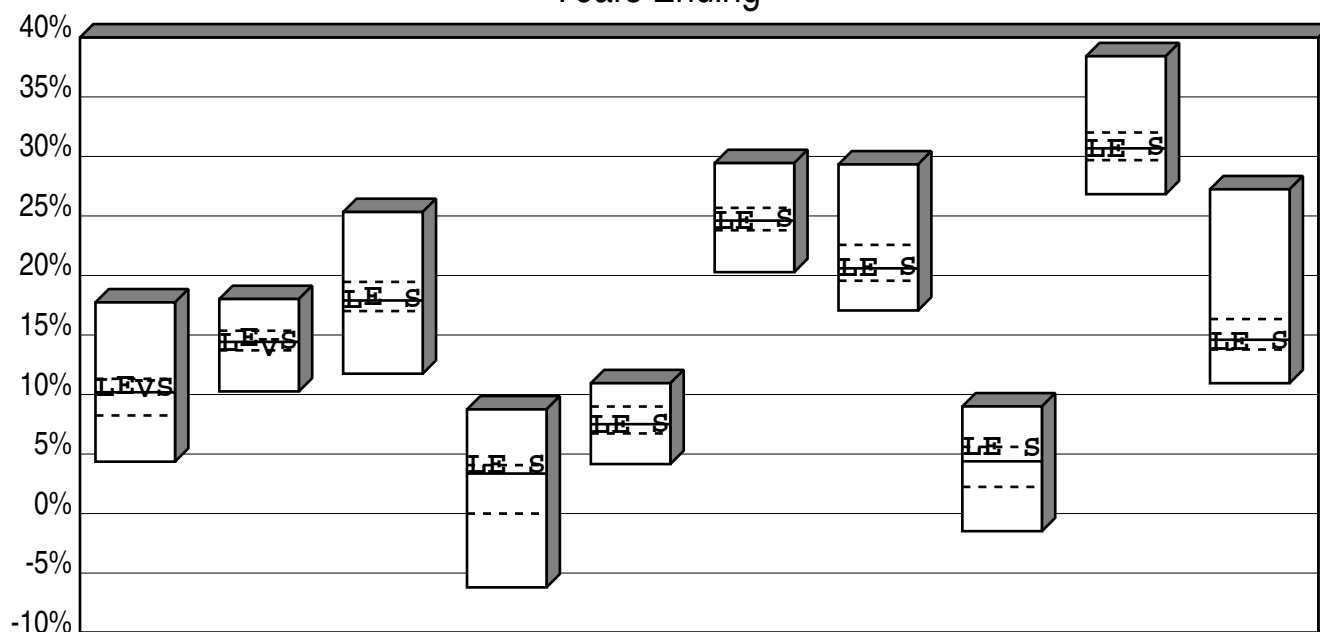 Years Ending
40%
35%
30%
25%
20%
15%
10%
5%
0%
-5%
-10%
LEVS
LEVS
LE S
LE S
LE S
LE S
LE S
LE S
LE S
LE S